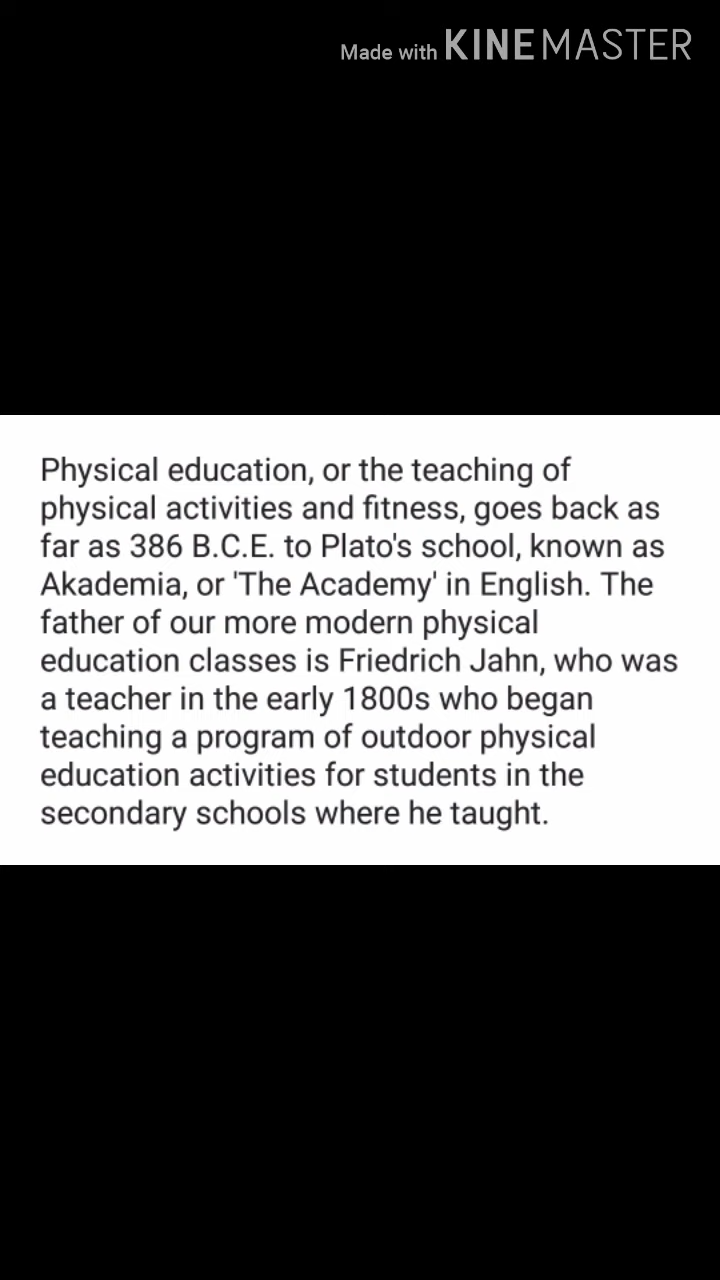 Made with KINEMASTER
Physical education, or the teaching of
physical activities and fitness, goes back as
far as 386 B.C.E. to Plato's school, known as
Akademia, or 'The Academy' in English. The
father of our more modern physical
education classes is Friedrich Jahn, who was
a teacher in the early 1800s who began
teaching a program of outdoor physical
education activities for students in the
secondary schools where he taught.